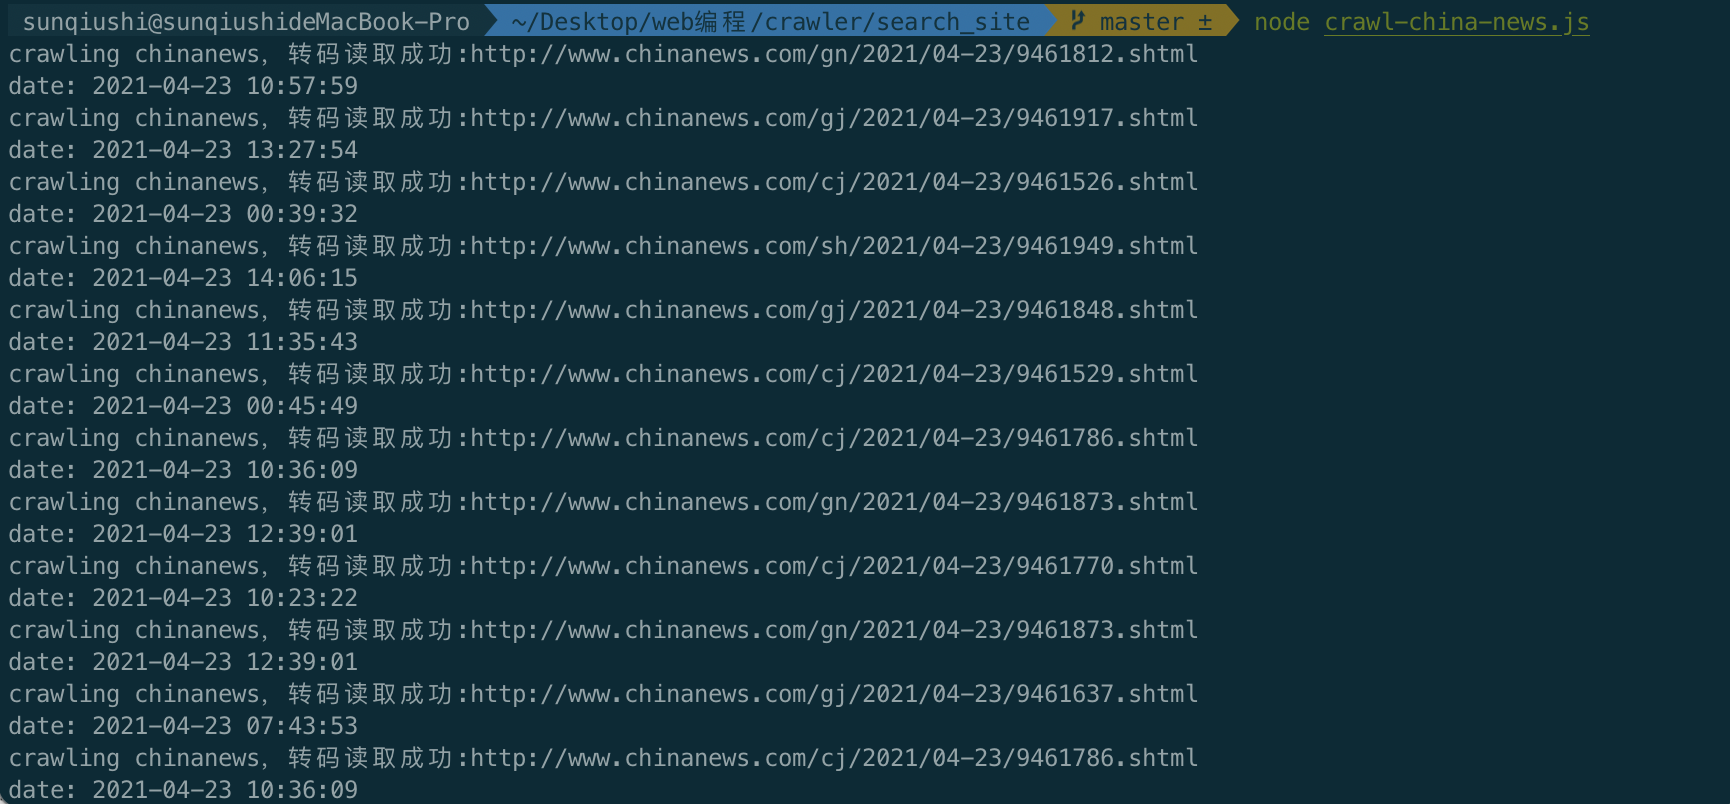 sunqiushi@sunqiushideMacBook-Pro ~/Desktop/web编程/crawler/search_site master ± node crawl-china-news.js
crawling chinanews, 转码读取成功:http://www.chinanews.com/gn/2021/04-23/9461812.shtml
date: 2021-04-23 10:57:59
crawling chinanews, 转码读取成功:http://www.chinanews.com/gj/2021/04-23/9461917.shtml
date: 2021-04-23 13:27:54
crawling chinanews, 转码读取成功:http://www.chinanews.com/cj/2021/04-23/9461526.shtml
date: 2021-04-23 00:39:32
crawling chinanews, 转码读取成功:http://www.chinanews.com/sh/2021/04-23/9461949.shtml
date: 2021-04-23 14:06:15
crawling chinanews, 转码读取成功:http://www.chinanews.com/gj/2021/04-23/9461848.shtml
date: 2021-04-23 11:35:43
crawling chinanews, 转码读取成功:http://www.chinanews.com/cj/2021/04-23/9461529.shtml
date: 2021-04-23 00:45:49
crawling chinanews, 转码读取成功:http://www.chinanews.com/cj/2021/04-23/9461786.shtml
date: 2021-04-23 10:36:09
crawling chinanews, 转码读取成功:http://www.chinanews.com/gn/2021/04-23/9461873.shtml
date: 2021-04-23 12:39:01
crawling chinanews, 转码读取成功:http://www.chinanews.com/cj/2021/04-23/9461770.shtml
date: 2021-04-23 10:23:22
crawling chinanews, 转码读取成功:http://www.chinanews.com/gn/2021/04-23/9461873.shtml
date: 2021-04-23 12:39:01
crawling chinanews, 转码读取成功:http://www.chinanews.com/gj/2021/04-23/9461637.shtml
date: 2021-04-23 07:43:53
crawling chinanews, 转码读取成功:http://www.chinanews.com/cj/2021/04-23/9461786.shtml
date: 2021-04-23 10:36:09